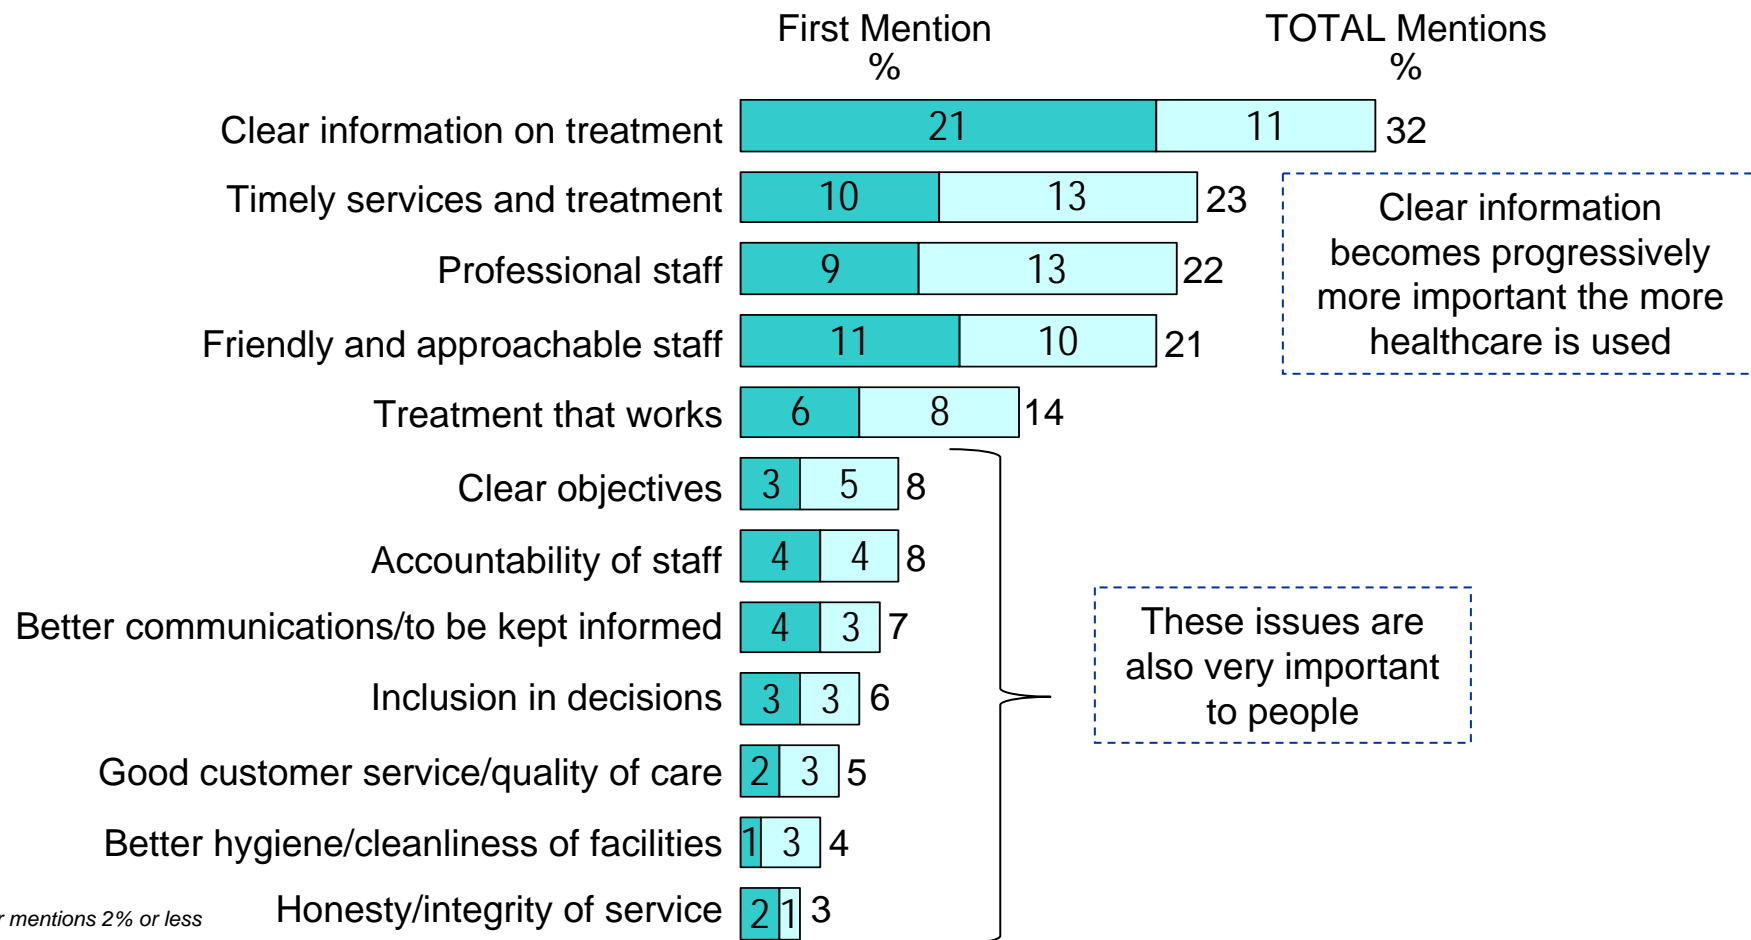 First Mention TOTAL Mentions
% %
Clear information on treatment 21 11 32
Timely services and treatment 10 13 23
Professional staff 9 13 22
Friendly and approachable staff 11 10 21
Treatment that works 6 8 14
Clear objectives 3 5 8
Accountability of staff 4 4 8
Better communications/to be kept informed 4 3 7
Inclusion in decisions 3 3 6
Good customer service/quality of care 2 3 5
Better hygiene/cleanliness of facilities 1 3 4
Honesty/integrity of service 2 1 3
Clear information
becomes progressively
more important the more
healthcare is used
These issues are
also very important
to people
mentions 2% or less